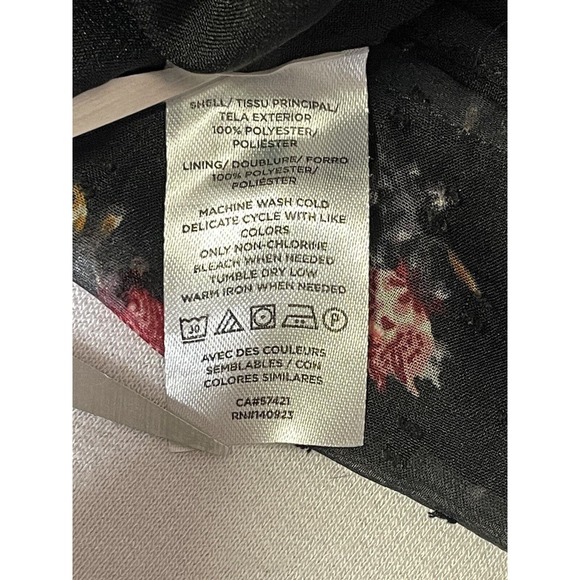 SHELL/ TISSU PRINCIPAL/
TELA EXTERIOR
100% POLYESTER/
POLIÉSTER
LINING/ DOUBLURE/ FORRO
100% POLYESTER/
POLIÉSTER
MACHINE WASH COLD
DELICATE CYCLE WITH LIKE
COLORS
ONLY NON-CHLORINE
BLEACH WHEN NEEDED
TUMBLE DRY LOW
WARM IRON WHEN NEEDED
30 P
AVEC DES COULEURS
SEMBLABLES / CON
COLORES SIMILARES
CA#57421
RN#140923